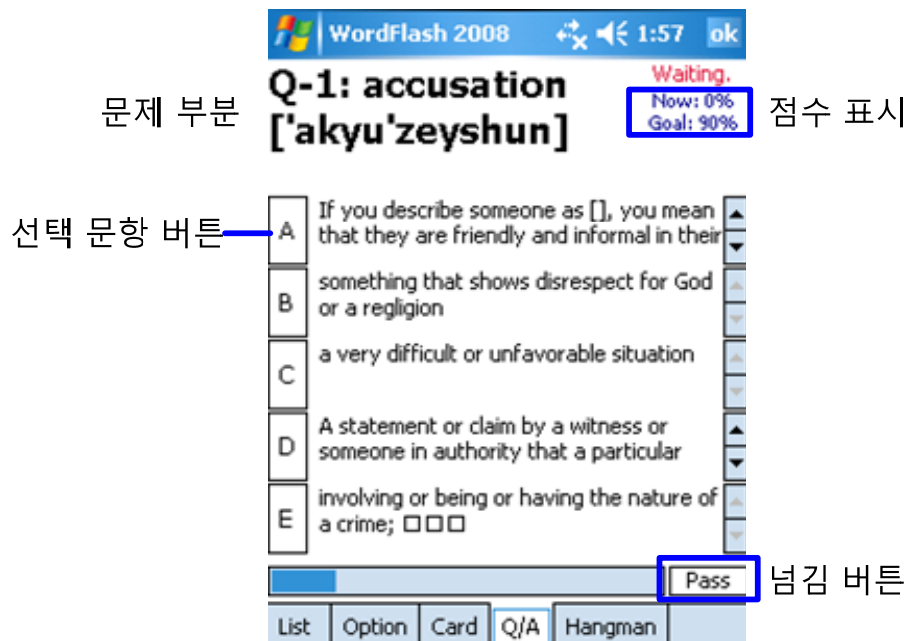 WordFlash 2008 1:57 ok
Q-1: accusation
['akyu'zeyshun]
Waiting.
Now: 0%
Goal: 90%
문제 부분
점수 표시
선택 문항 버튼
A
If you describe someone as [], you mean
that they are friendly and informal in their
B
something that shows disrespect for God
or a regligion
C
a very difficult or unfavorable situation
D
A statement or claim by a witness or
someone in authority that a particular
E
involving or being or having the nature of
a crime; □□□
Pass
넘김 버튼
List Option Card Q/A Hangman